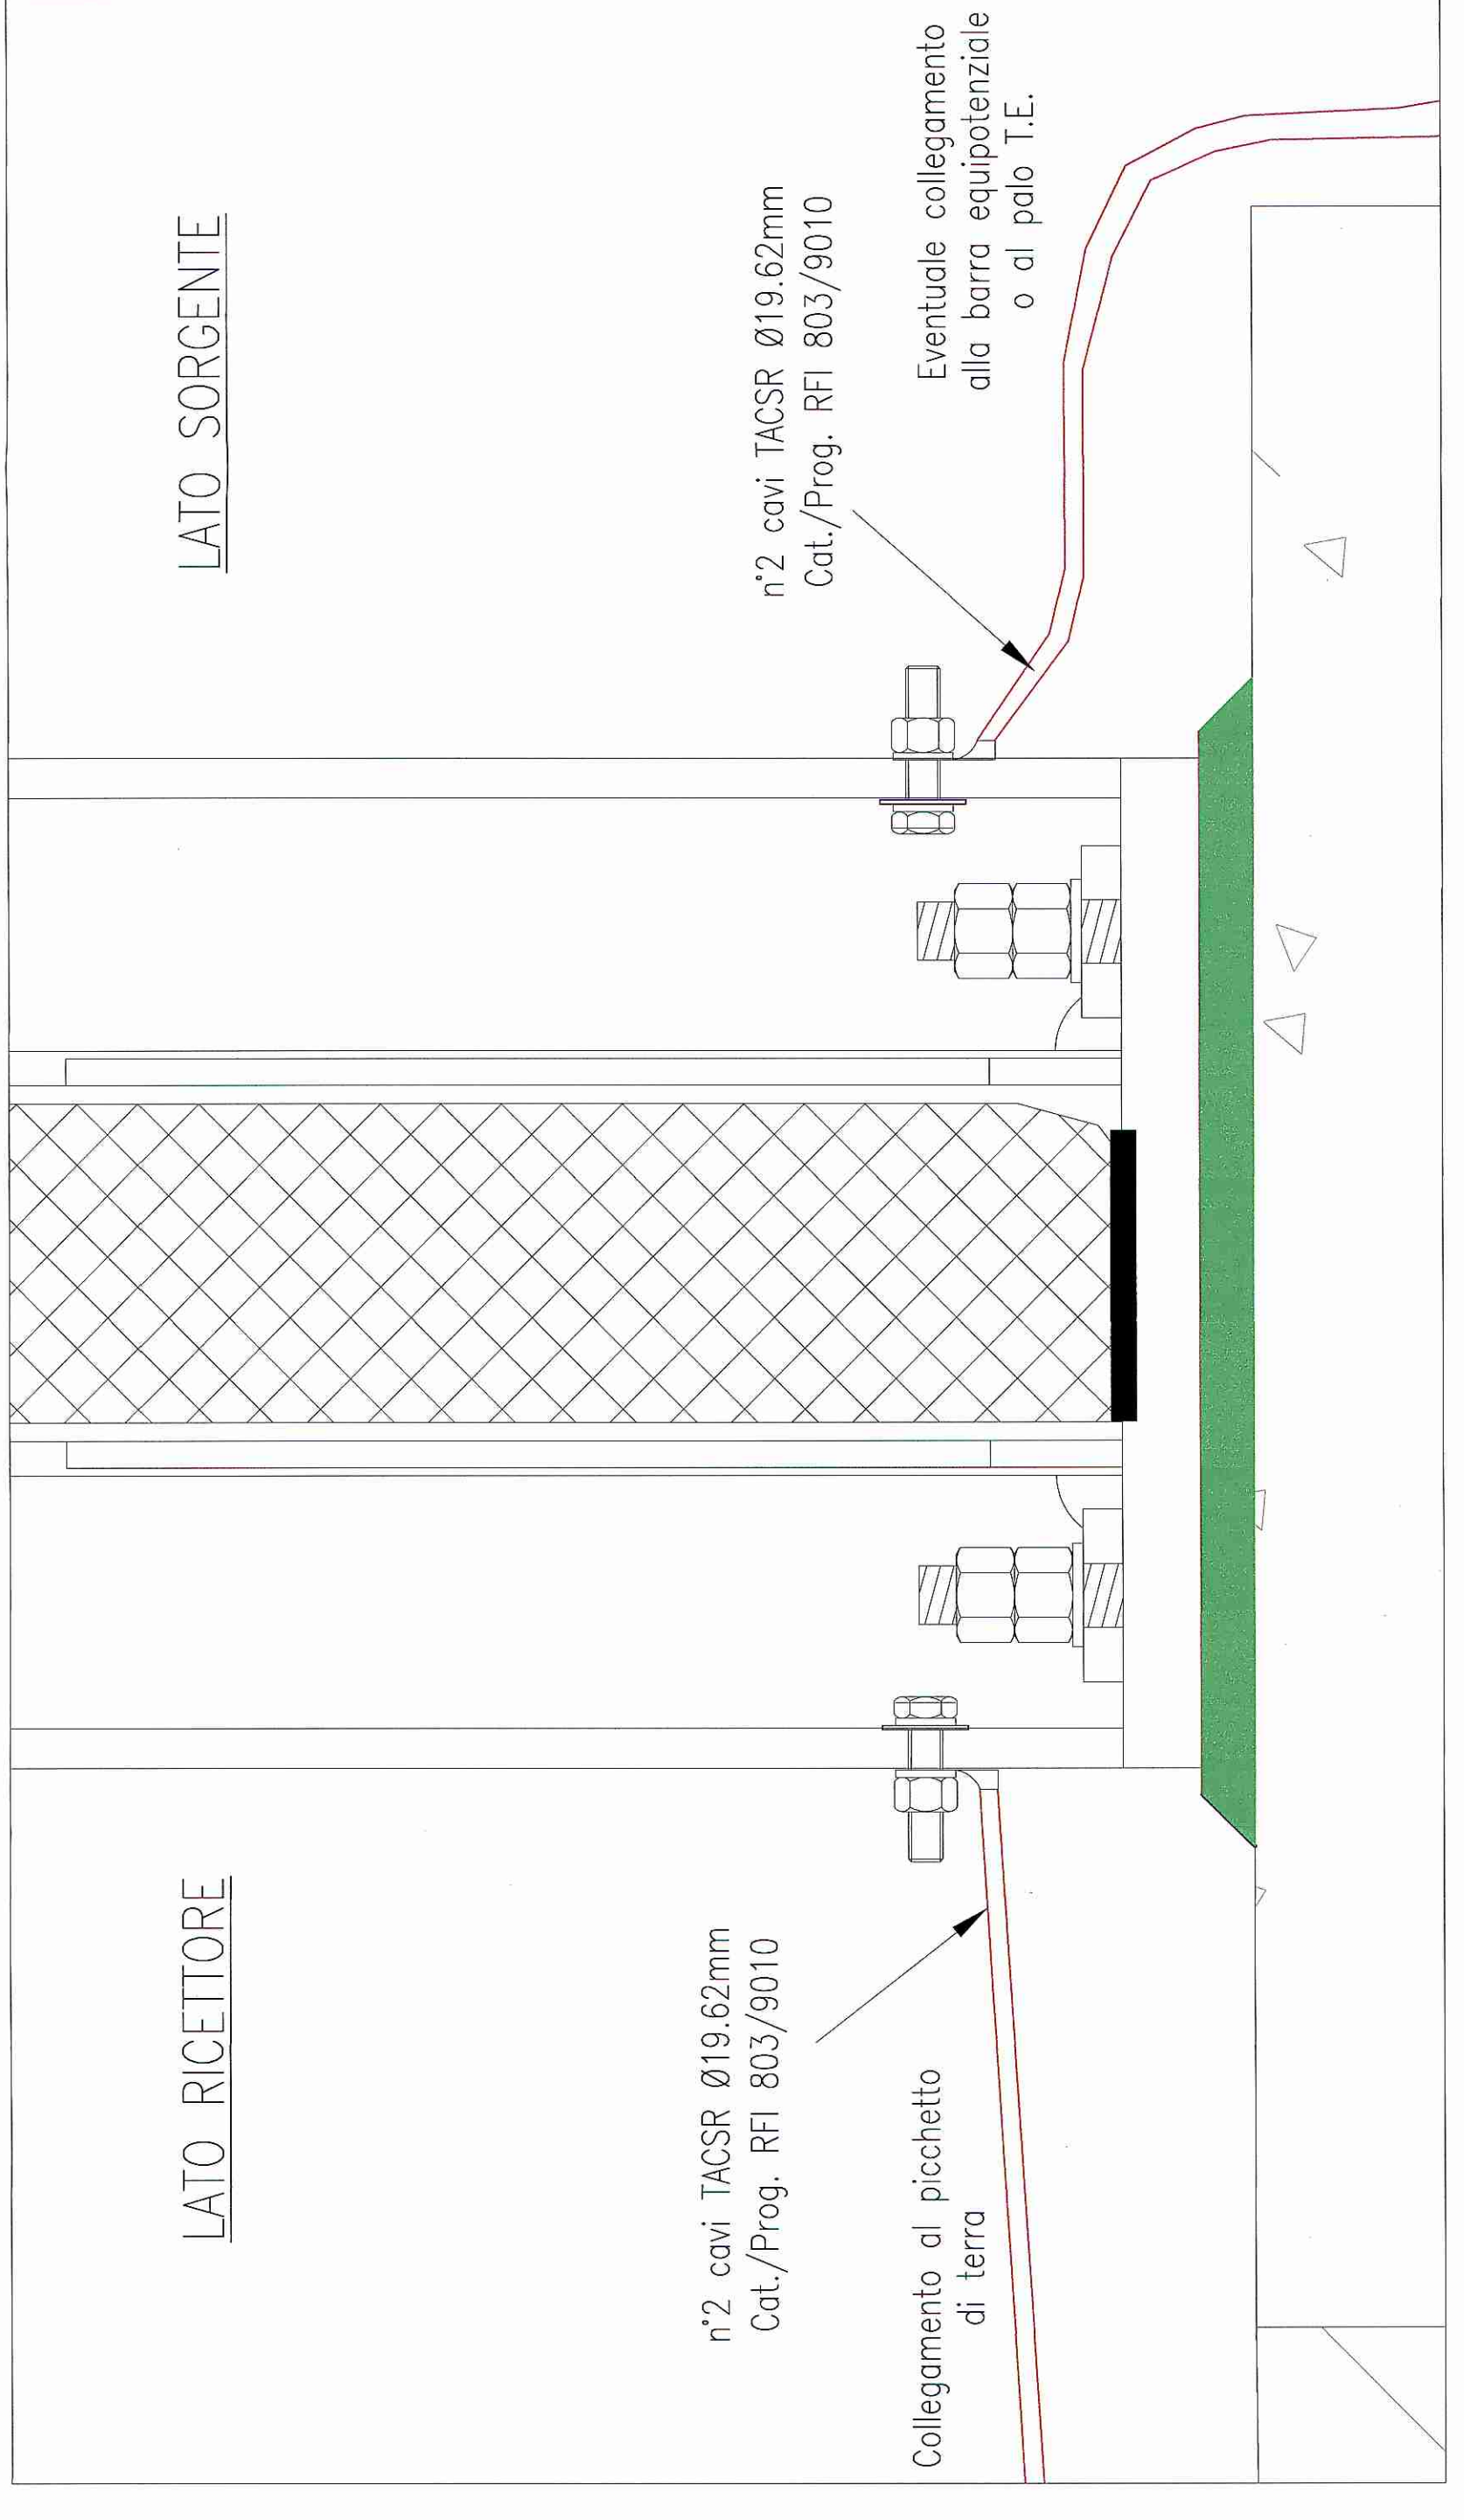 LATO RICETTORE
LATO SORGENTE
n°2 cavi TACSR Ø19.62mm
Cat./Prog. RFI 803/9010
Collegamento al picchetto
di terra
n°2 cavi TACSR Ø19.62mm
Cat./Prog. RFI 803/9010
Eventuale collegamento
alla barra equipotenziale
o al palo T.E.